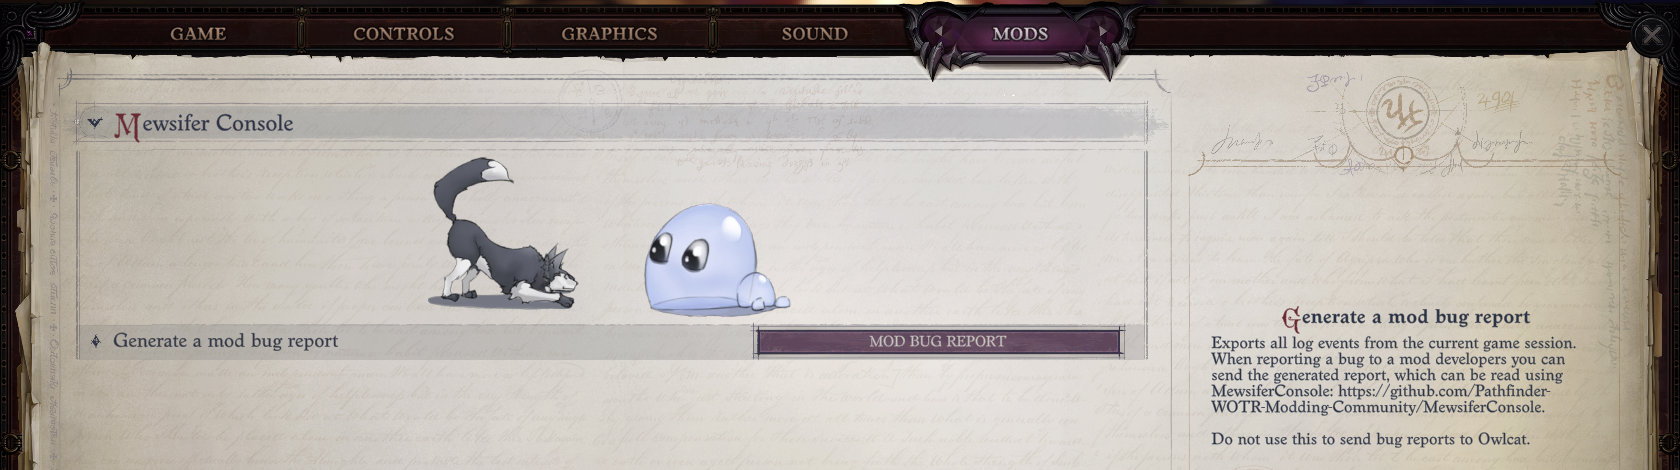 GAME CONTROLS GRAPHICS SOUND MODS
Mewsifer Console
Generate a mod bug report
MOD BUG REPORT
Generate a mod bug report
Exports all log events from the current game session.
When reporting a bug to a mod developers you can
send the generated report, which can be read using
MewsiferConsole: https://github.com/Pathfinder-
WOTR-Modding-Community/MewsiferConsole.
Do not use this to send bug reports to Owlcat.